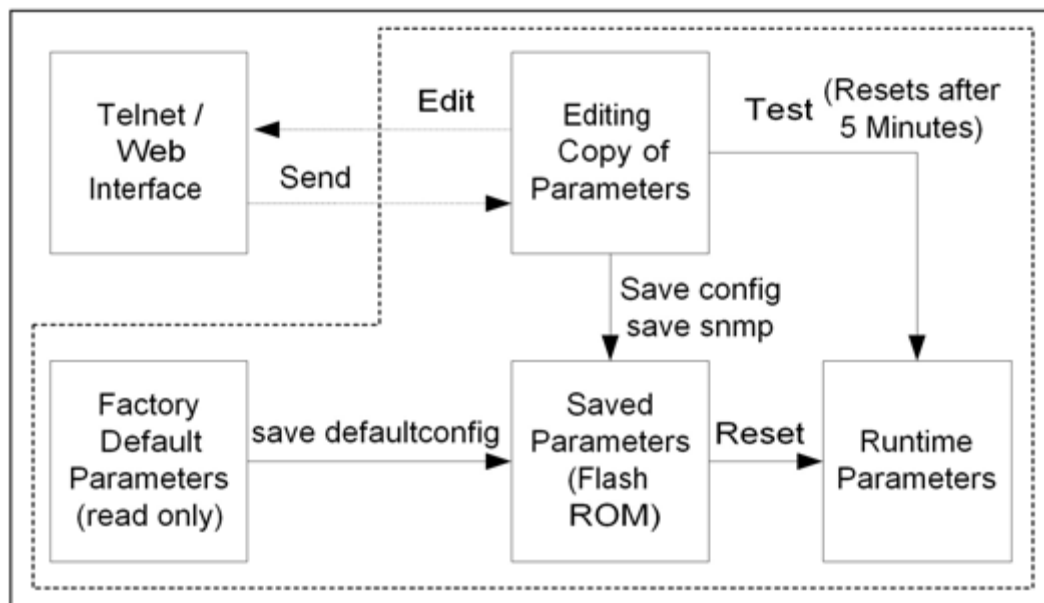 Telnet /
Web
Interface
Edit
Send
Editing
Copy of
Parameters
Test
(Resets after
5 Minutes)
Save config
save snmp
Factory
Default
Parameters
(read only)
save defaultconfig
Saved
Parameters
(Flash
ROM)
Reset
Runtime
Parameters